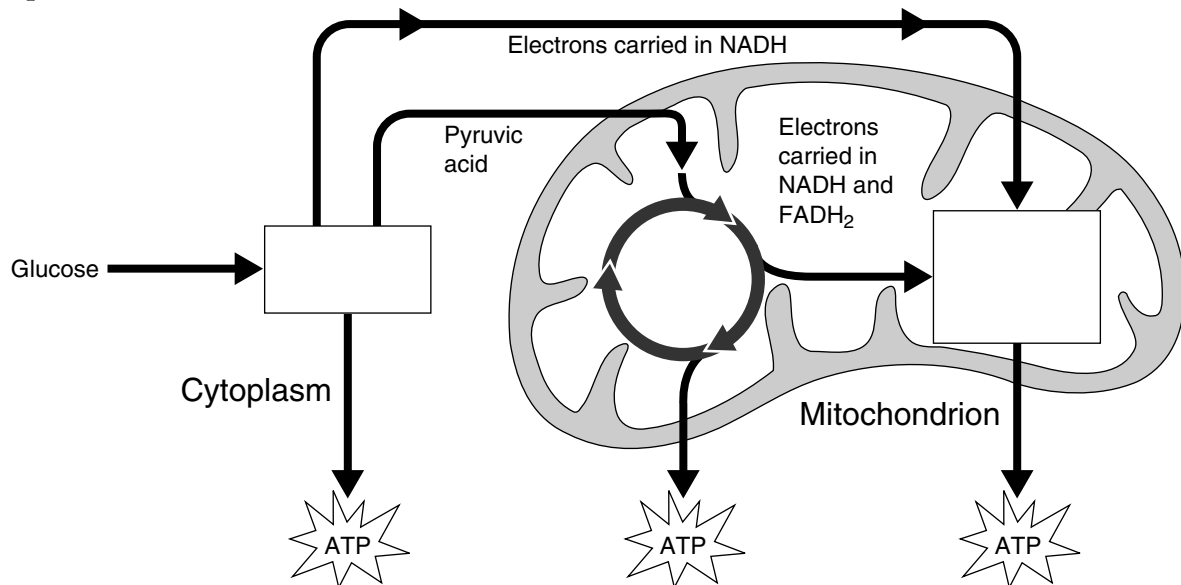 Electrons carried in NADH
Pyruvic
acid
Electrons
carried in
NADH and
FADH₂
Glucose
Cytoplasm
Mitochondrion
ATP
ATP
ATP